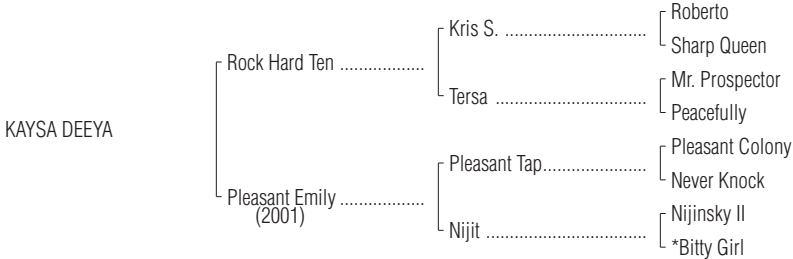 Roberto
Kris S. ..............................
Sharp Queen
Rock Hard Ten ..................
Mr. Prospector
Tersa ................................
Peacefully
KAYSA DEEYA
Pleasant Colony
Pleasant Tap......................
Never Knock
Pleasant Emily ..................
(2001)
Nijinsky II
Nijit ..................................
*Bitty Girl